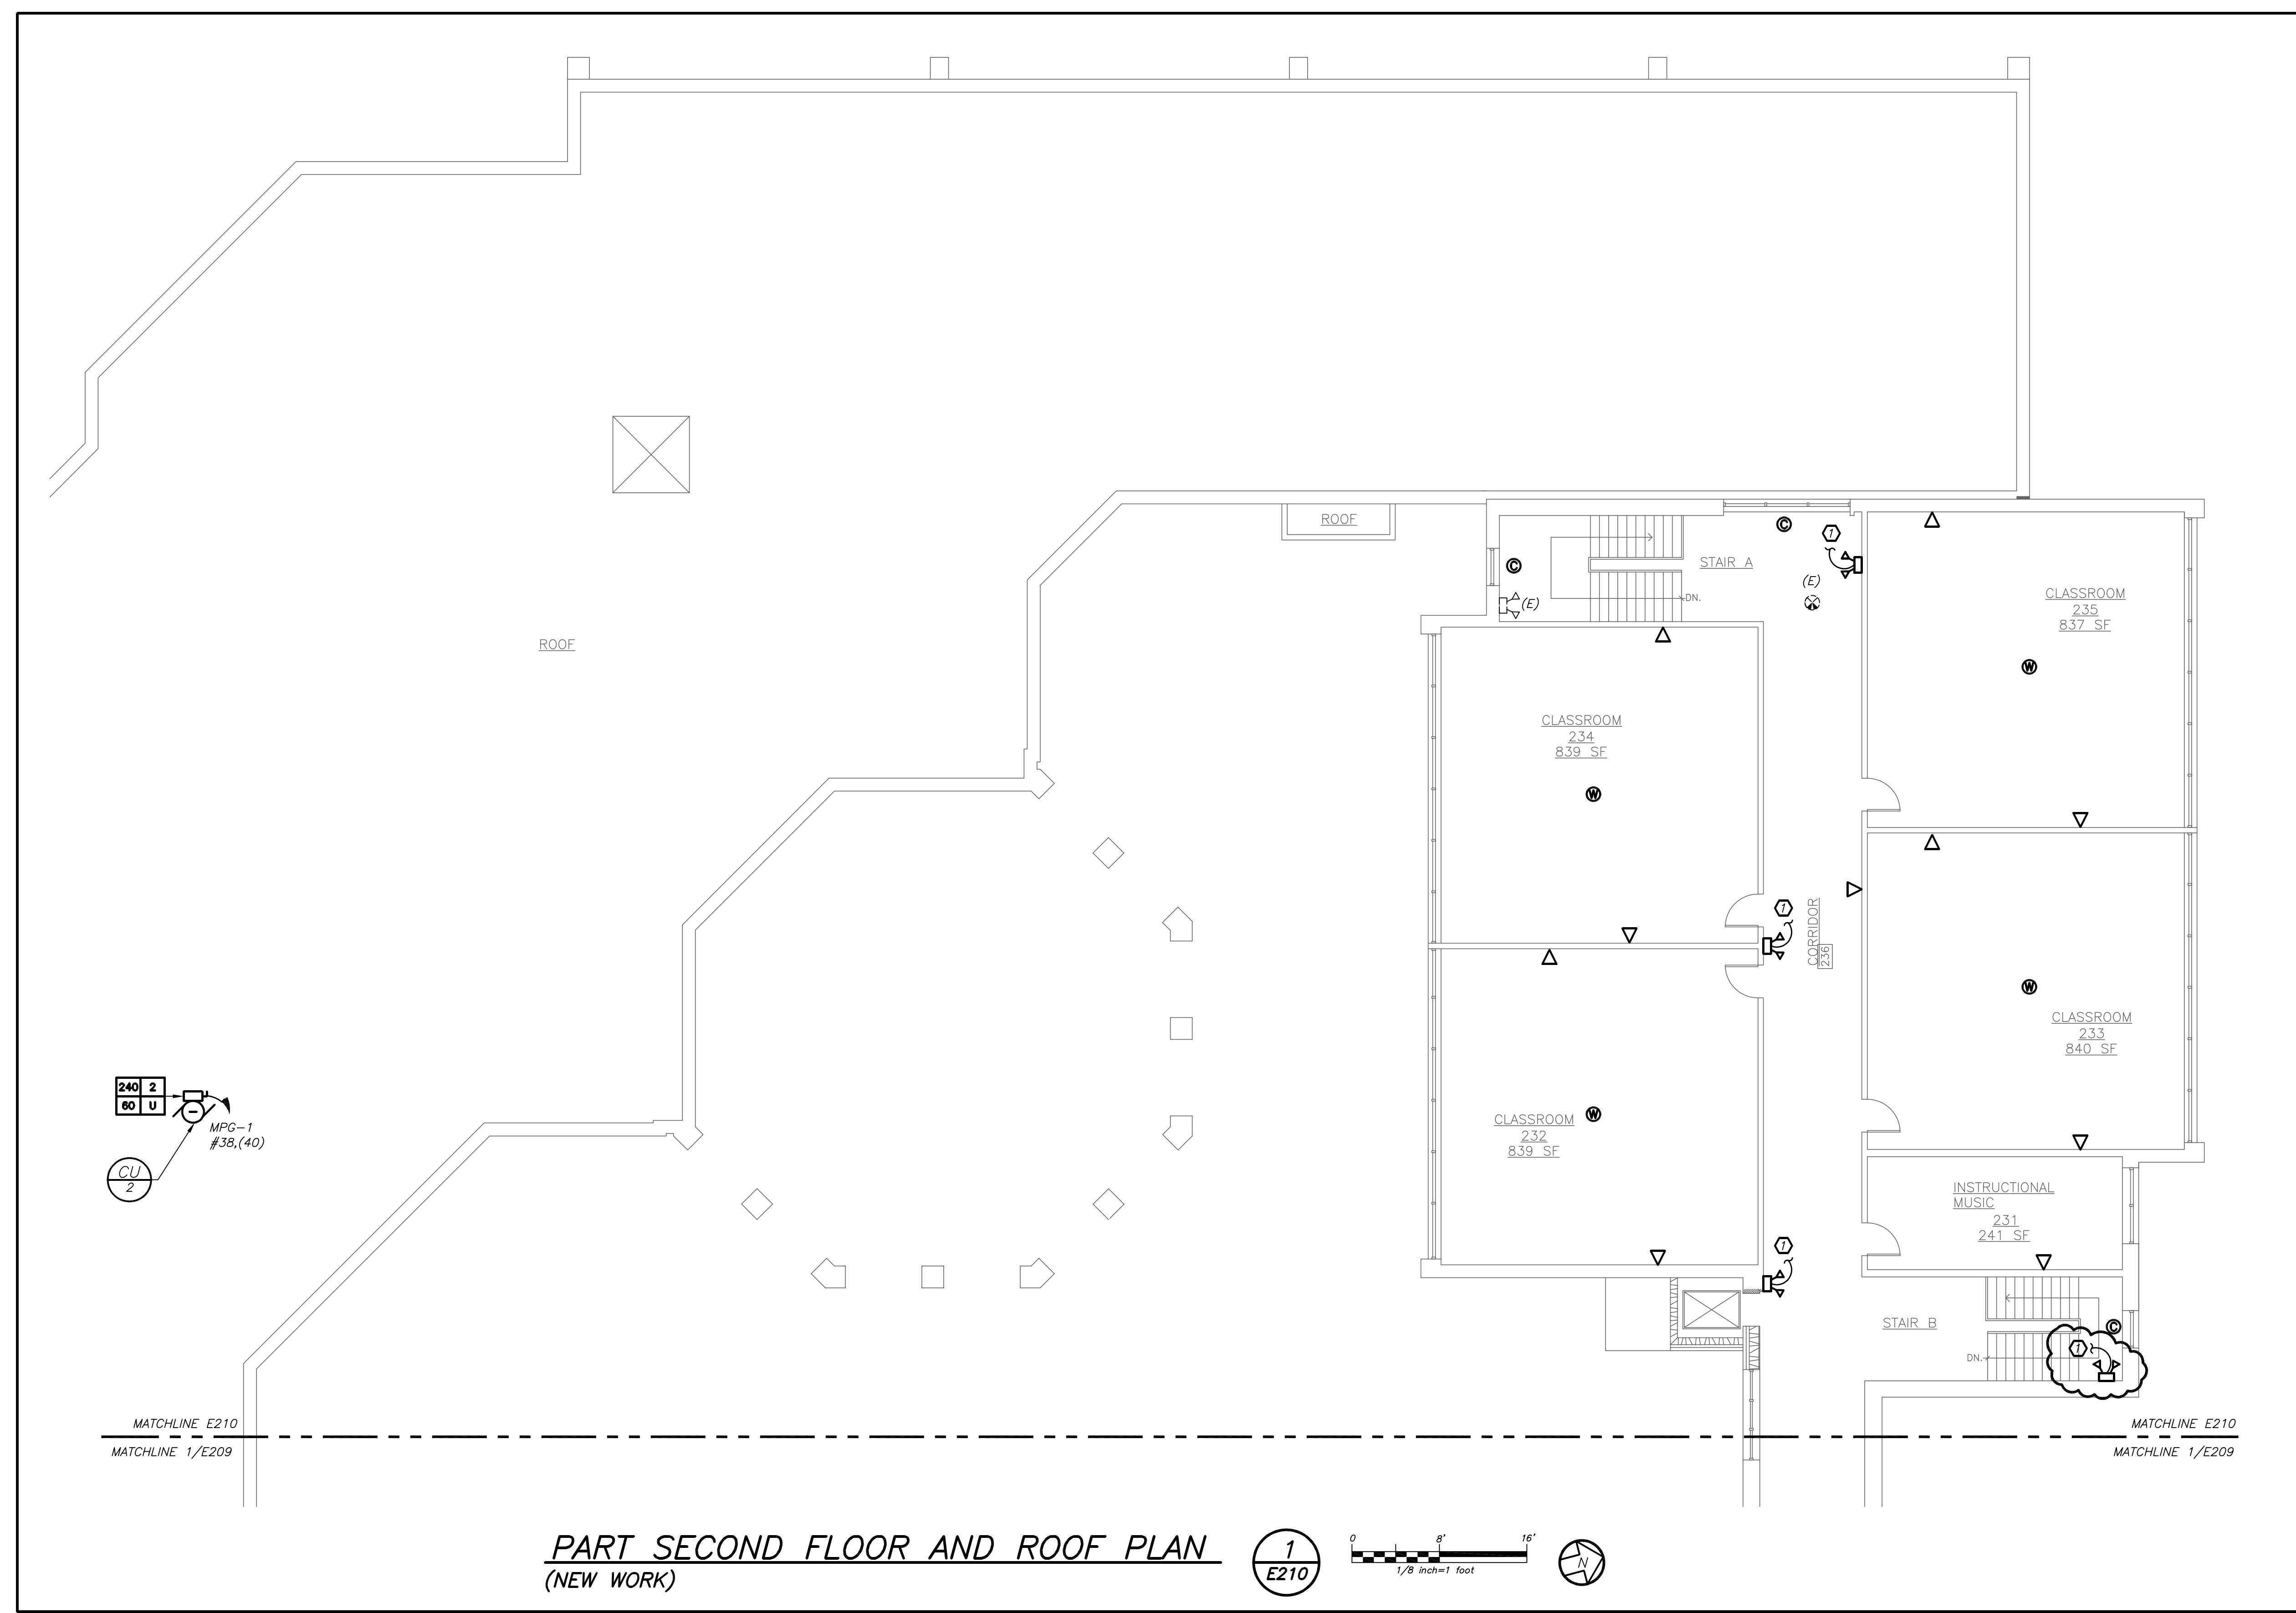 ROOF
STAIR A
DN.
C
C
(E)
1
(E)
CLASSROOM
235
837 SF
W
ROOF
CLASSROOM
234
839 SF
W
1
CORRIDOR
236
W
CLASSROOM
233
840 SF
240 2
60 U
MPG-1
#38,(40)
CU
2
CLASSROOM
232
839 SF
W
INSTRUCTIONAL
MUSIC
231
241 SF
1
STAIR B
DN.
C
1
MATCHLINE E210
MATCHLINE 1/E209
MATCHLINE E210
MATCHLINE 1/E209
PART SECOND FLOOR AND ROOF PLAN
(NEW WORK)
1
E210
0 8' 16'
1/8 inch=1 foot
N